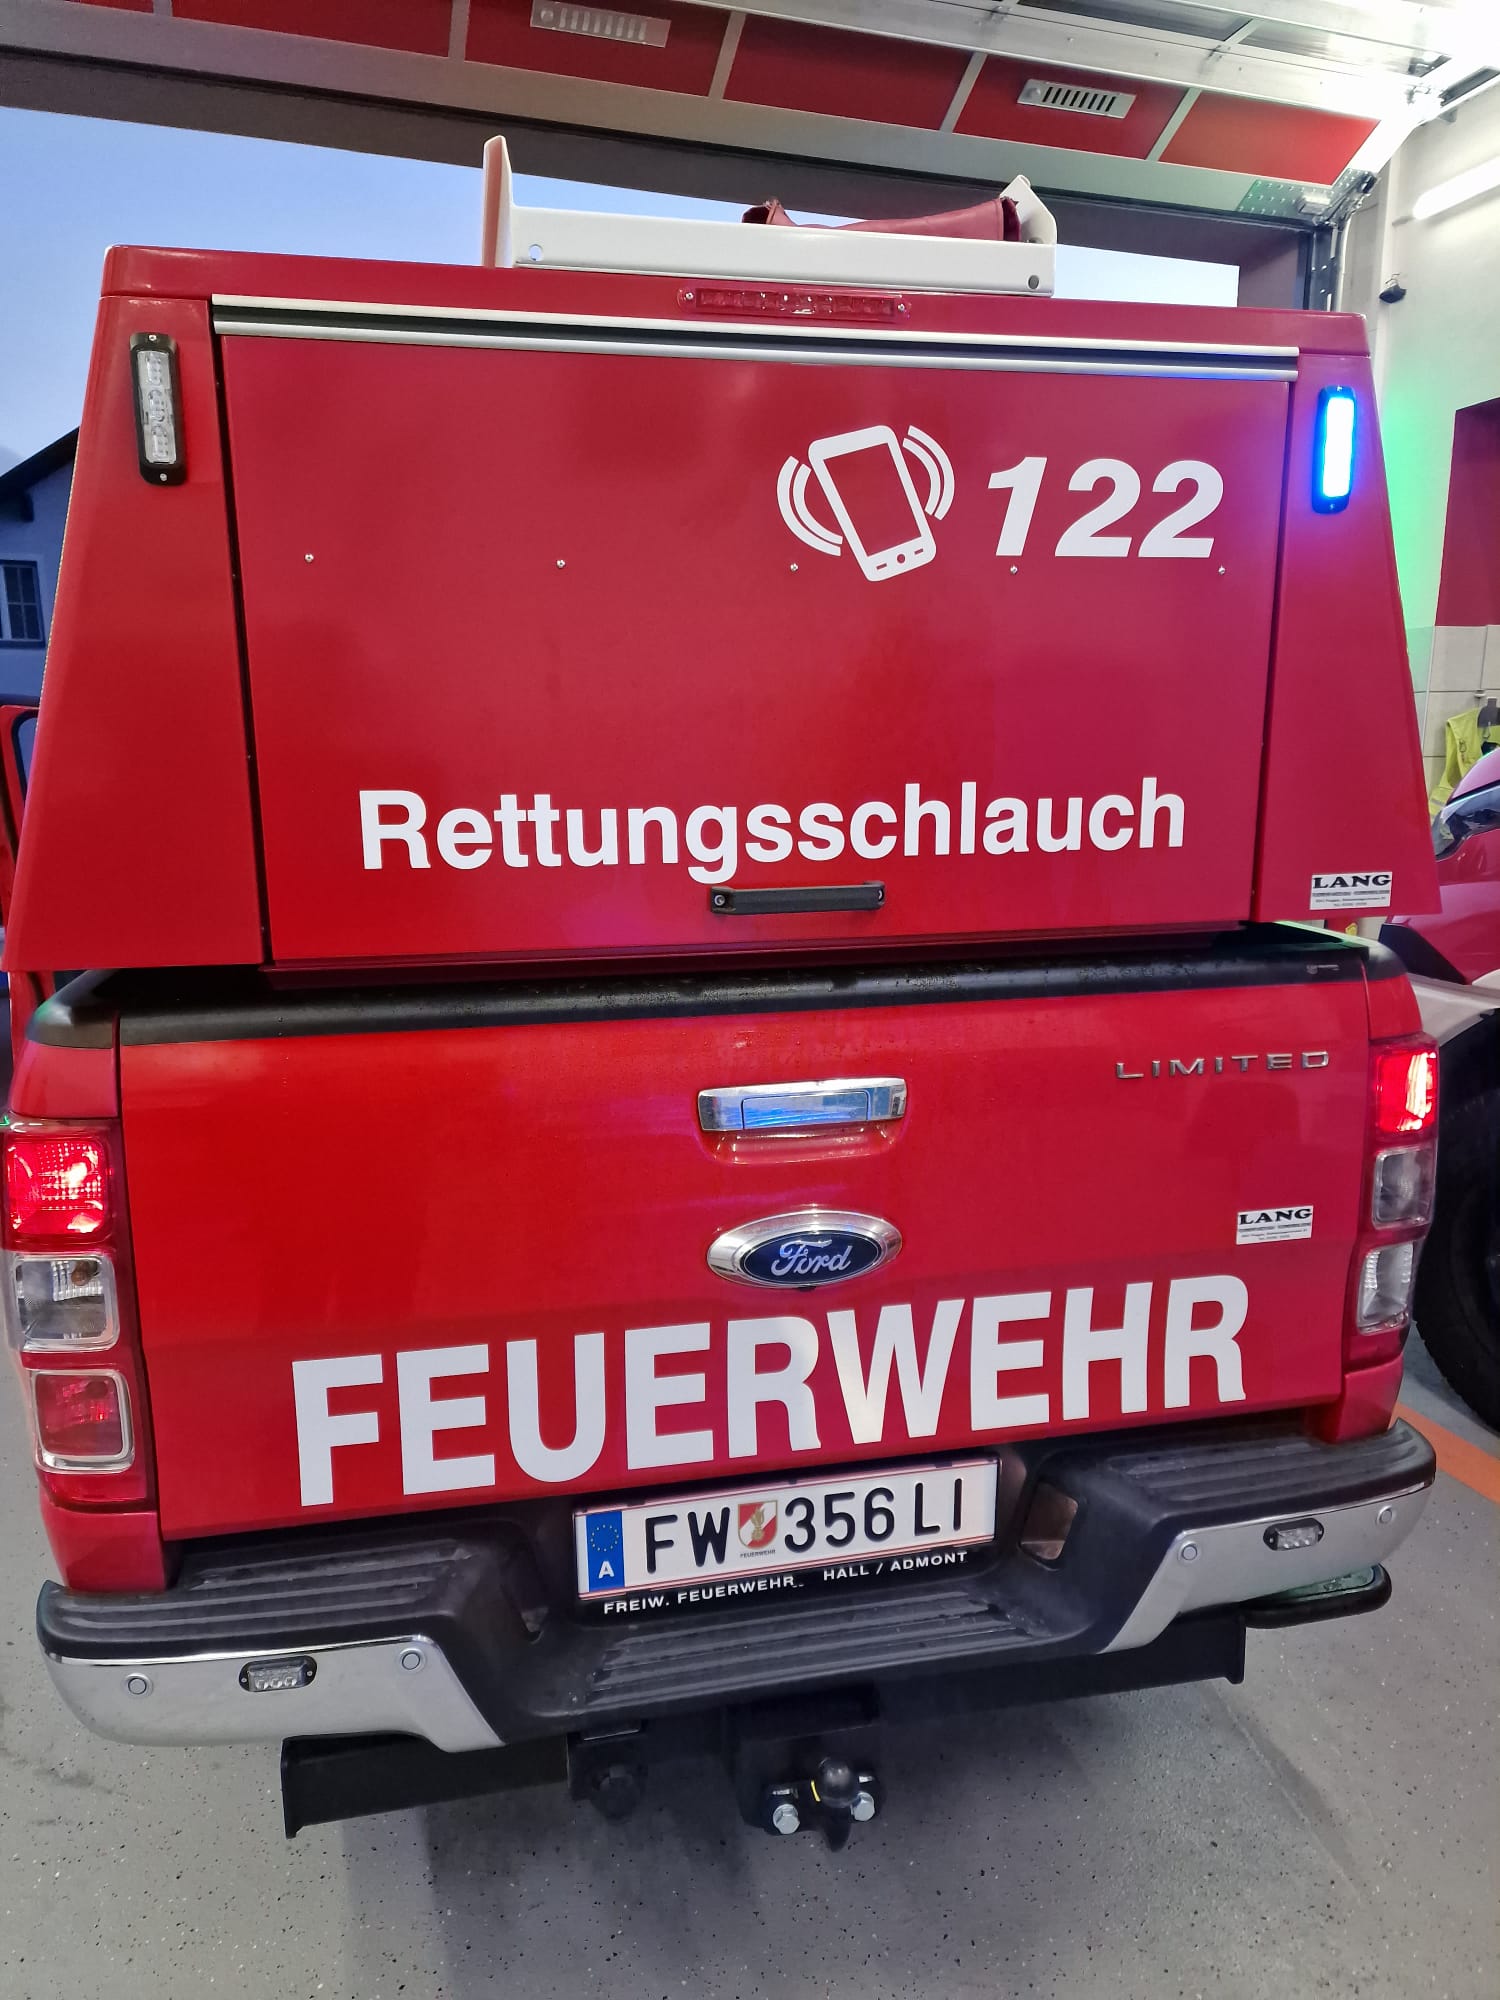 122
Rettungsschlauch
LANG
LIMITED
LANG
Ford
FEUERWEHR
A FW FEUERWEHR 356 LI
FREIW. FEUERWEHR HALL / ADMONT